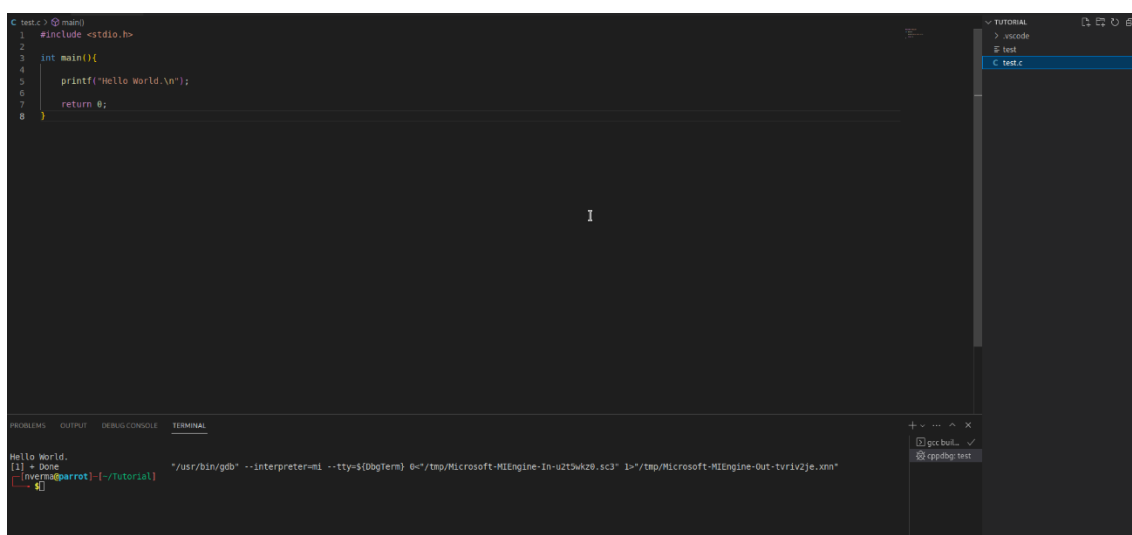 C test.c > main()
1 #include <stdio.h>
2
3 int main(){
4
5 printf("Hello World.\n");
6
7 return 0;
8 }
TUTORIAL
> .vscode
test
C test.c
PROBLEMS OUTPUT DEBUG CONSOLE TERMINAL
Hello World.
[1] + Done "/usr/bin/gdb" --interpreter=mi --tty=${DbgTerm} 0<"/tmp/Microsoft-MIEngine-In-u2t5wkz0.sc3" 1>"/tmp/Microsoft-MIEngine-Out-tvriv2je.xnn"
[nverma@parrot]-[~/Tutorial]
$
gcc buil...
cppdbg: test